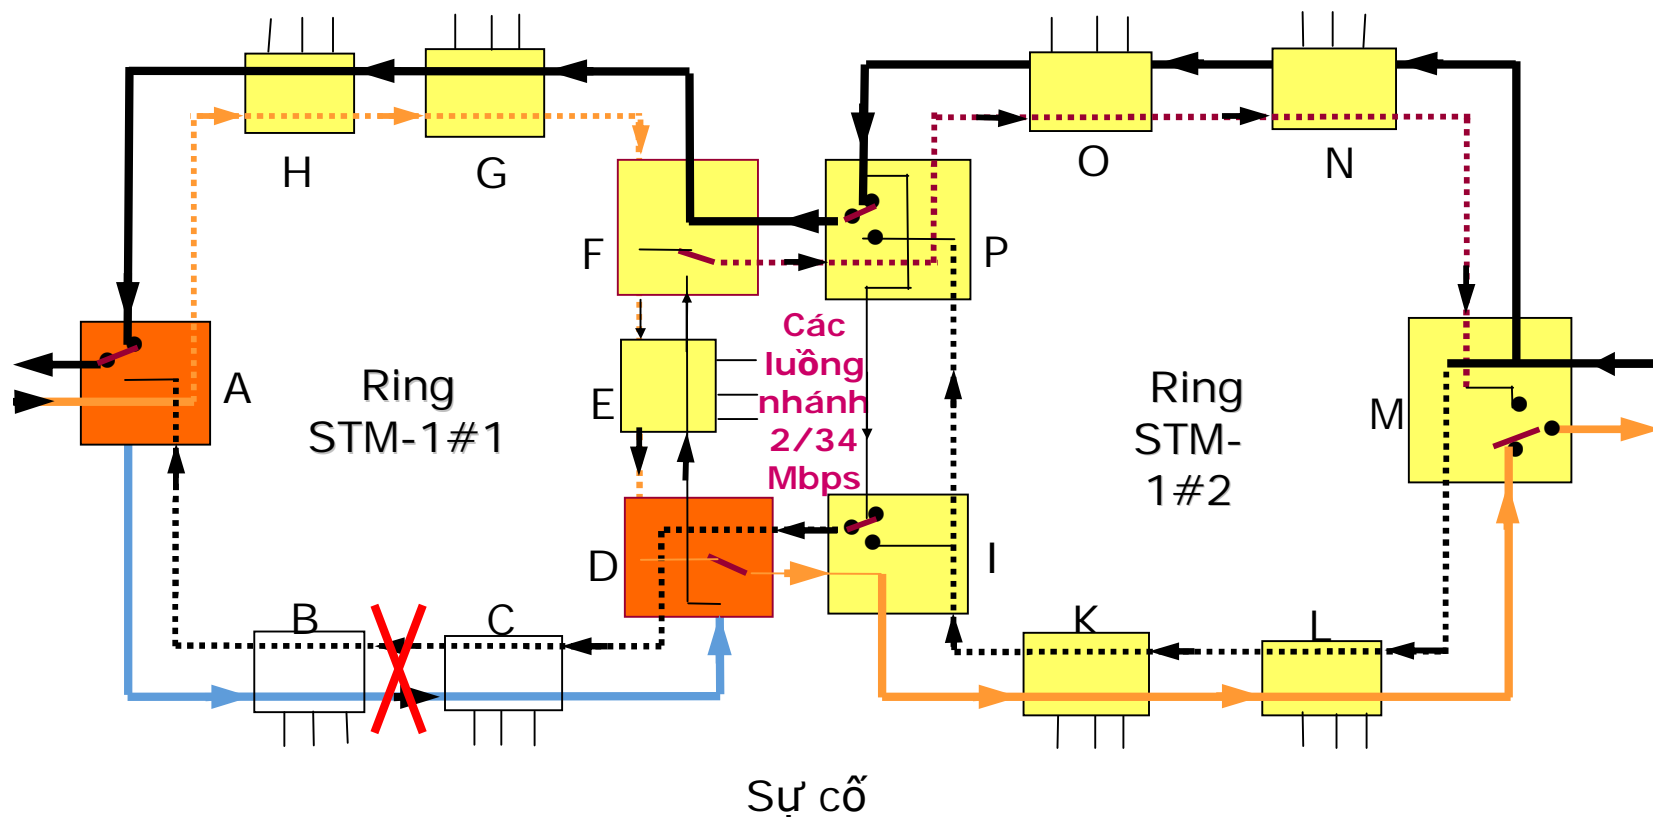 H
G
O
N
F
P
Các
luồng
nhánh
2/34
Mbps
A
Ring
STM-1#1
E
Ring
STM-
1#2
M
D
I
B
C
K
L
Sự cố